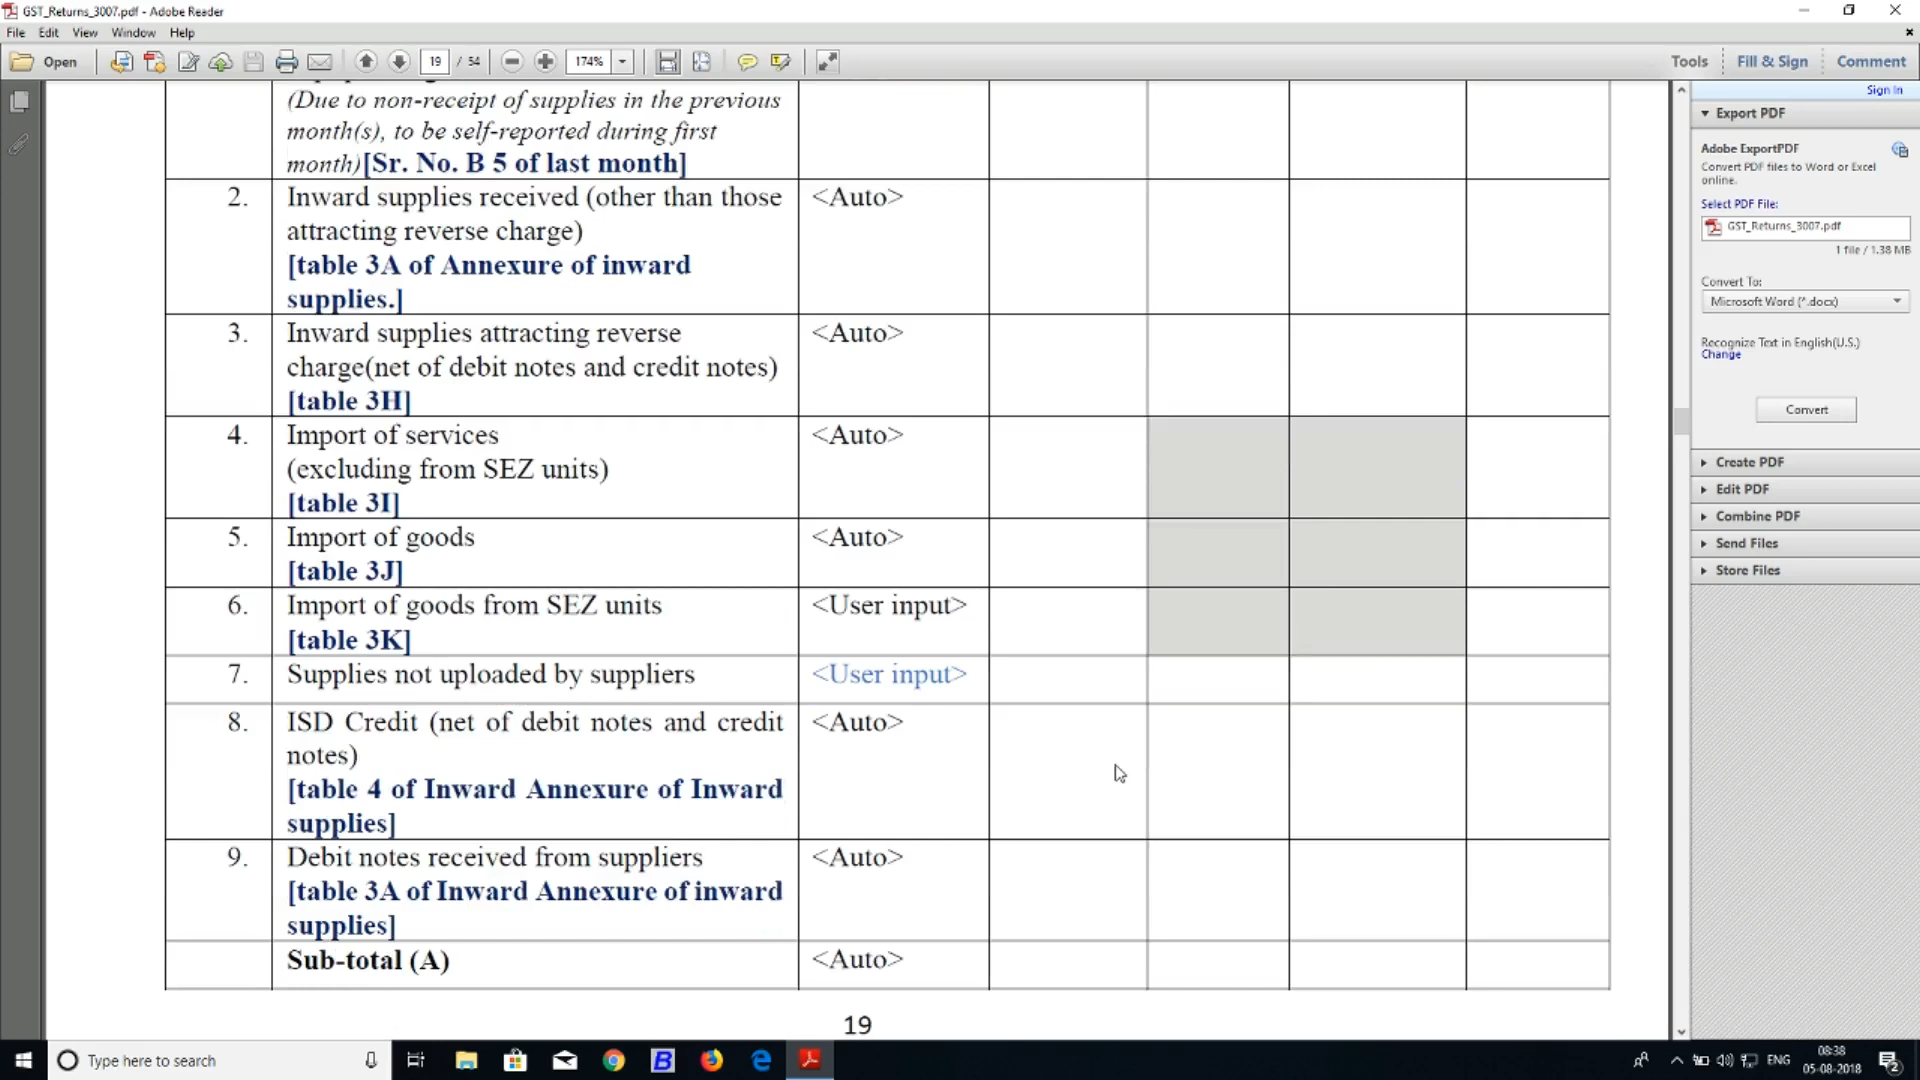 GST_Returns_3007.pdf - Adobe Reader
File Edit View Window Help
Open 19 / 54 174% Tools Fill & Sign Comment
(Due to non-receipt of supplies in the previous
month(s), to be self-reported during first
month)[Sr. No. B 5 of last month]
2. Inward supplies received (other than those <Auto>
attracting reverse charge)
[table 3A of Annexure of inward
supplies.]
3. Inward supplies attracting reverse <Auto>
charge(net of debit notes and credit notes)
[table 3H]
4. Import of services <Auto>
(excluding from SEZ units)
[table 3I]
5. Import of goods <Auto>
[table 3J]
6. Import of goods from SEZ units <User input>
[table 3K]
7. Supplies not uploaded by suppliers <User input>
8. ISD Credit (net of debit notes and credit <Auto>
notes)
[table 4 of Inward Annexure of Inward
supplies]
9. Debit notes received from suppliers <Auto>
[table 3A of Inward Annexure of inward
supplies]
Sub-total (A) <Auto>
19
Sign In
Export PDF
Adobe ExportPDF
Convert PDF files to Word or Excel
online.
Select PDF File:
GST_Returns_3007.pdf
1 file / 1.38 MB
Convert To:
Microsoft Word (*.docx)
Recognize Text in English(U.S.)
Change
Convert
Create PDF
Edit PDF
Combine PDF
Send Files
Store Files
Type here to search
ENG
08:38
05-08-2018
2